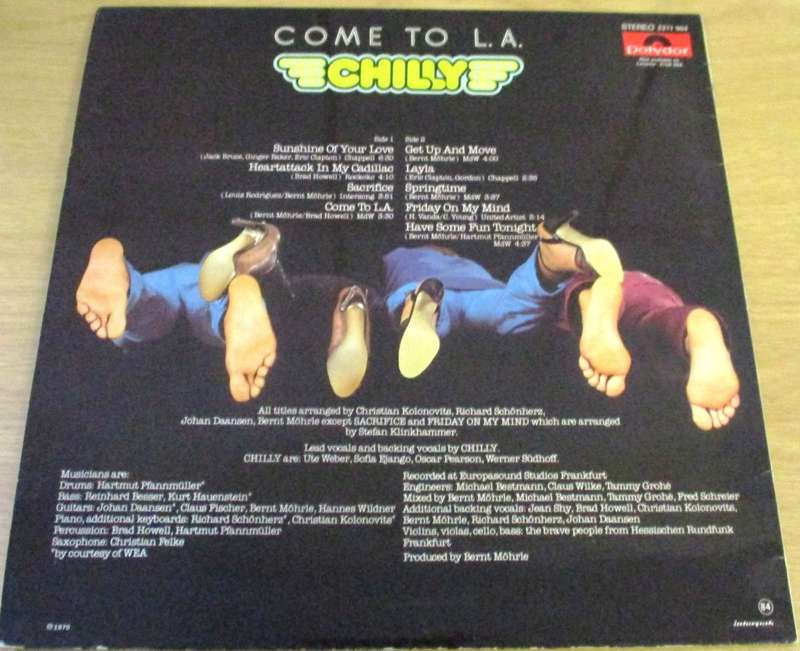 COME TO L.A.
CHILLY
STEREO 2371 992
Polydor
Side 1
Sunshine Of Your Love
(Jack Bruce, Ginger Baker, Eric Clapton) Chappell 6:30
Heartattack In My Cadillac
(Brad Howell) Rockoko 4:10
Sacrifice
(Louis Rodriguez/Bernt Möhrle) Intersong 3:51
Come To L.A.
(Bernt Möhrle/Brad Howell) MdW 3:30
Side 2
Get Up And Move
(Bernt Möhrle) MdW 4:00
Layla
(Eric Clapton, Gordon) Chappell
Springtime
(Bernt Möhrle) MdW 3:37
Friday On My Mind
(H. Vanda/G. Young) United Artist 3:14
Have Some Fun Tonight
(Bernt Möhrle/Hartmut Pfannmüller)
MdW 4:37
All titles arranged by Christian Kolonovits, Richard Schönherz,
Johan Daansen, Bernt Möhrle except SACRIFICE and FRIDAY ON MY MIND which are arranged
by Stefan Klinkhammer.
Lead vocals and backing vocals by CHILLY.
CHILLY are: Ute Weber, Sofia Ejango, Oscar Pearson, Werner Südhoff.
Musicians are:
Drums: Hartmut Pfannmüller*
Bass: Reinhard Besser, Kurt Hauenstein*
Guitars: Johan Daansen*, Claus Fischer, Bernt Möhrle, Hannes Wildner
Piano, additional keyboards: Richard Schönherz*, Christian Kolonovits*
Percussion: Brad Howell, Hartmut Pfannmüller
Saxophone: Christian Felke
*by courtesy of WEA
Recorded at Europasound Studios Frankfurt
Engineers: Michael Bestmann, Claus Wilke, Tammy Grohé
Mixed by Bernt Möhrle, Michael Bestmann, Tammy Grohé, Fred Schreier
Additional backing vocals: Jean Shy, Brad Howell, Christian Kolonovits,
Bernt Möhrle, Richard Schönherz, Johan Daansen
Violins, violas, cello, bass: the brave people from Hessischen Rundfunk
Frankfurt
Produced by Bernt Möhrle
℗ 1979
84
interpak